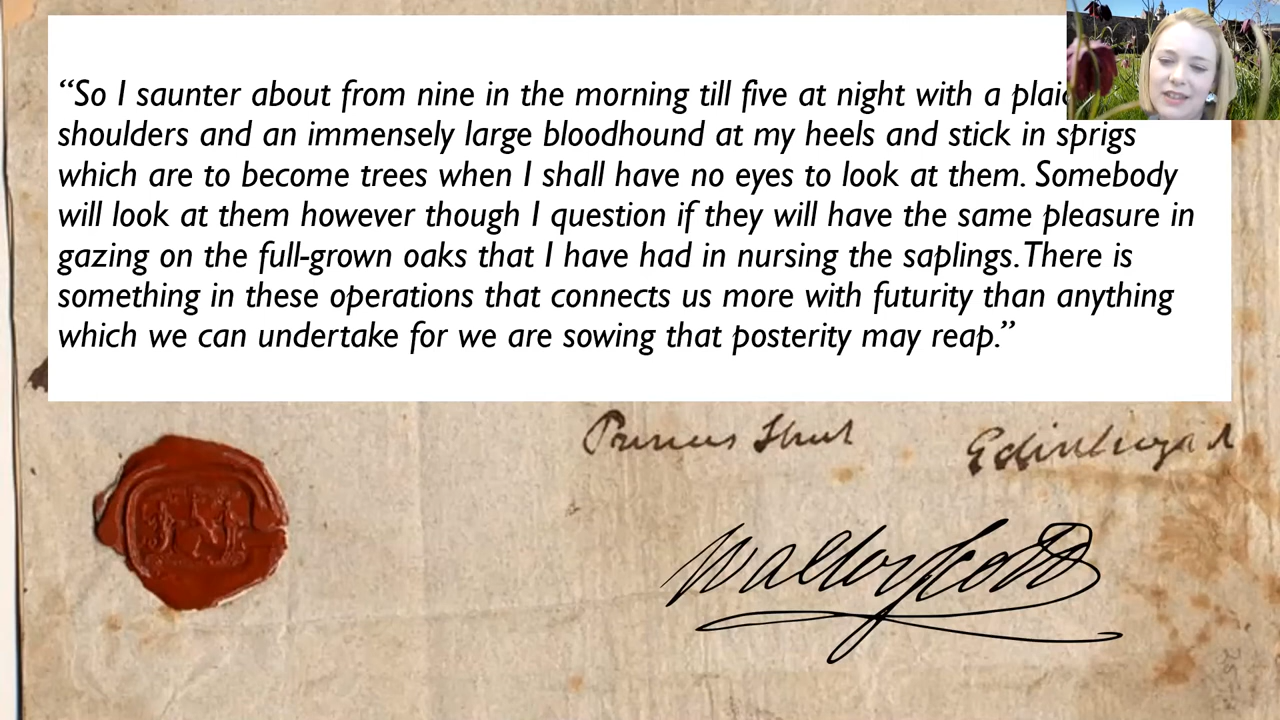 “So I saunter about from nine in the morning till five at night with a plaid
shoulders and an immensely large bloodhound at my heels and stick in sprigs
which are to become trees when I shall have no eyes to look at them. Somebody
will look at them however though I question if they will have the same pleasure in
gazing on the full-grown oaks that I have had in nursing the saplings. There is
something in these operations that connects us more with futurity than anything
which we can undertake for we are sowing that posterity may reap.”
Princes Street Edinburgh
Walter Scott